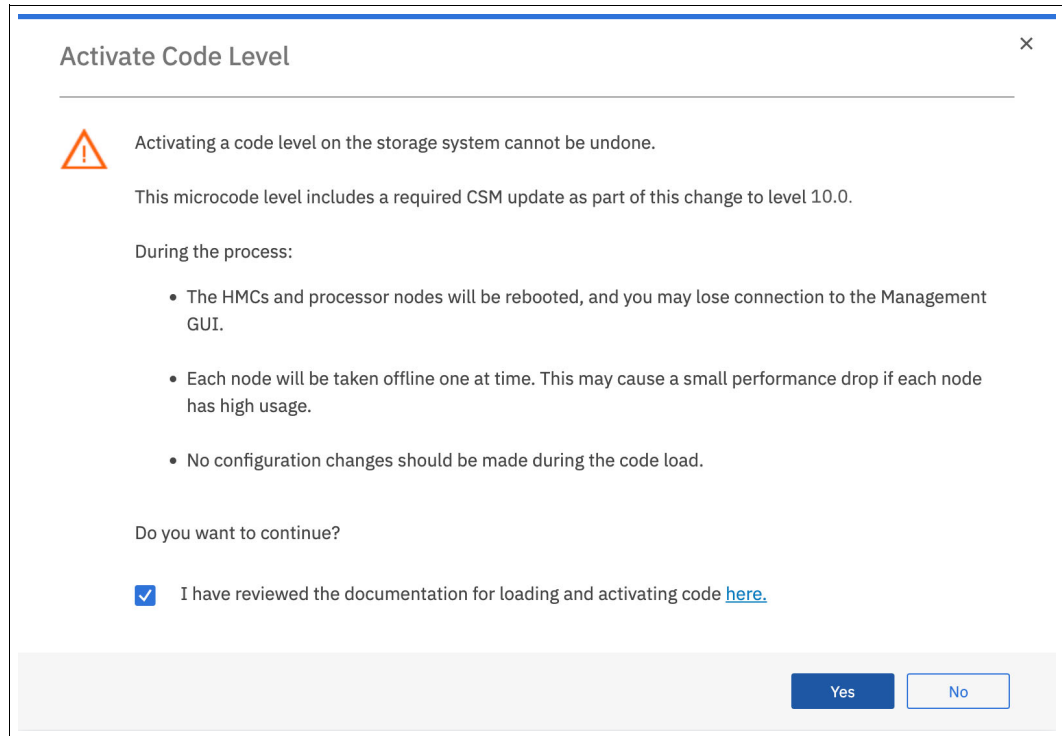 Activate Code Level
Activating a code level on the storage system cannot be undone.
This microcode level includes a required CSM update as part of this change to level 10.0.
During the process:
• The HMCs and processor nodes will be rebooted, and you may lose connection to the Management
GUI.
• Each node will be taken offline one at time. This may cause a small performance drop if each node
has high usage.
• No configuration changes should be made during the code load.
Do you want to continue?
I have reviewed the documentation for loading and activating code here.
Yes No